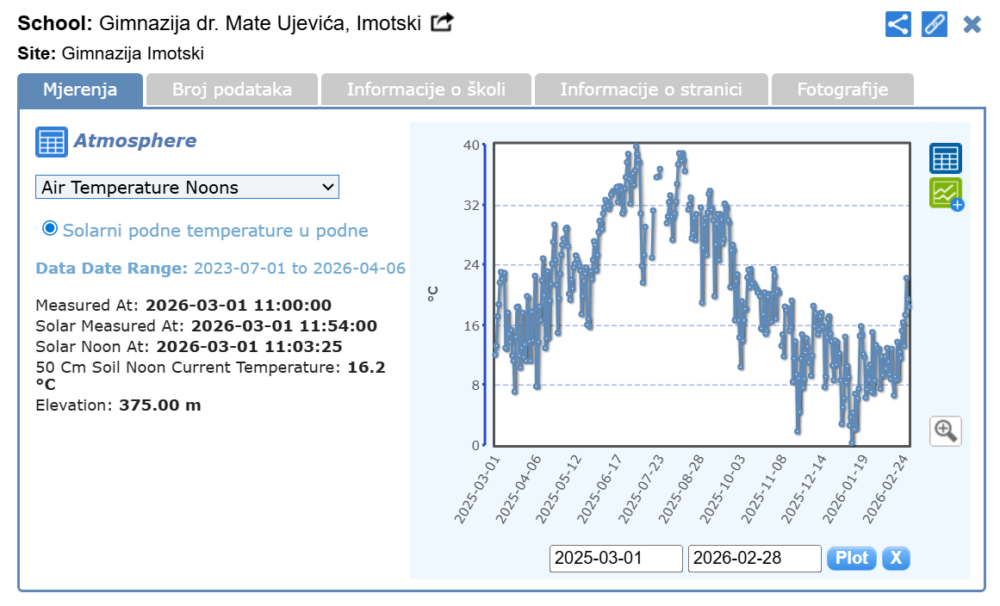 School: Gimnazija dr. Mate Ujevića, Imotski
Site: Gimnazija Imotski
Mjerenja
Broj podataka
Informacije o školi
Informacije o stranici
Fotografije
Atmosphere
Air Temperature Noons
Solarni podne temperature u podne
Data Date Range: 2023-07-01 to 2026-04-06
Measured At: 2026-03-01 11:00:00
Solar Measured At: 2026-03-01 11:54:00
Solar Noon At: 2026-03-01 11:03:25
50 Cm Soil Noon Current Temperature: 16.2
°C
Elevation: 375.00 m
40
32
24
16
8
0
°C
2025-03-01
2025-04-06
2025-05-12
2025-06-17
2025-07-23
2025-08-28
2025-10-03
2025-11-08
2025-12-14
2026-01-19
2026-02-24
2025-03-01
2026-02-28
Plot
X